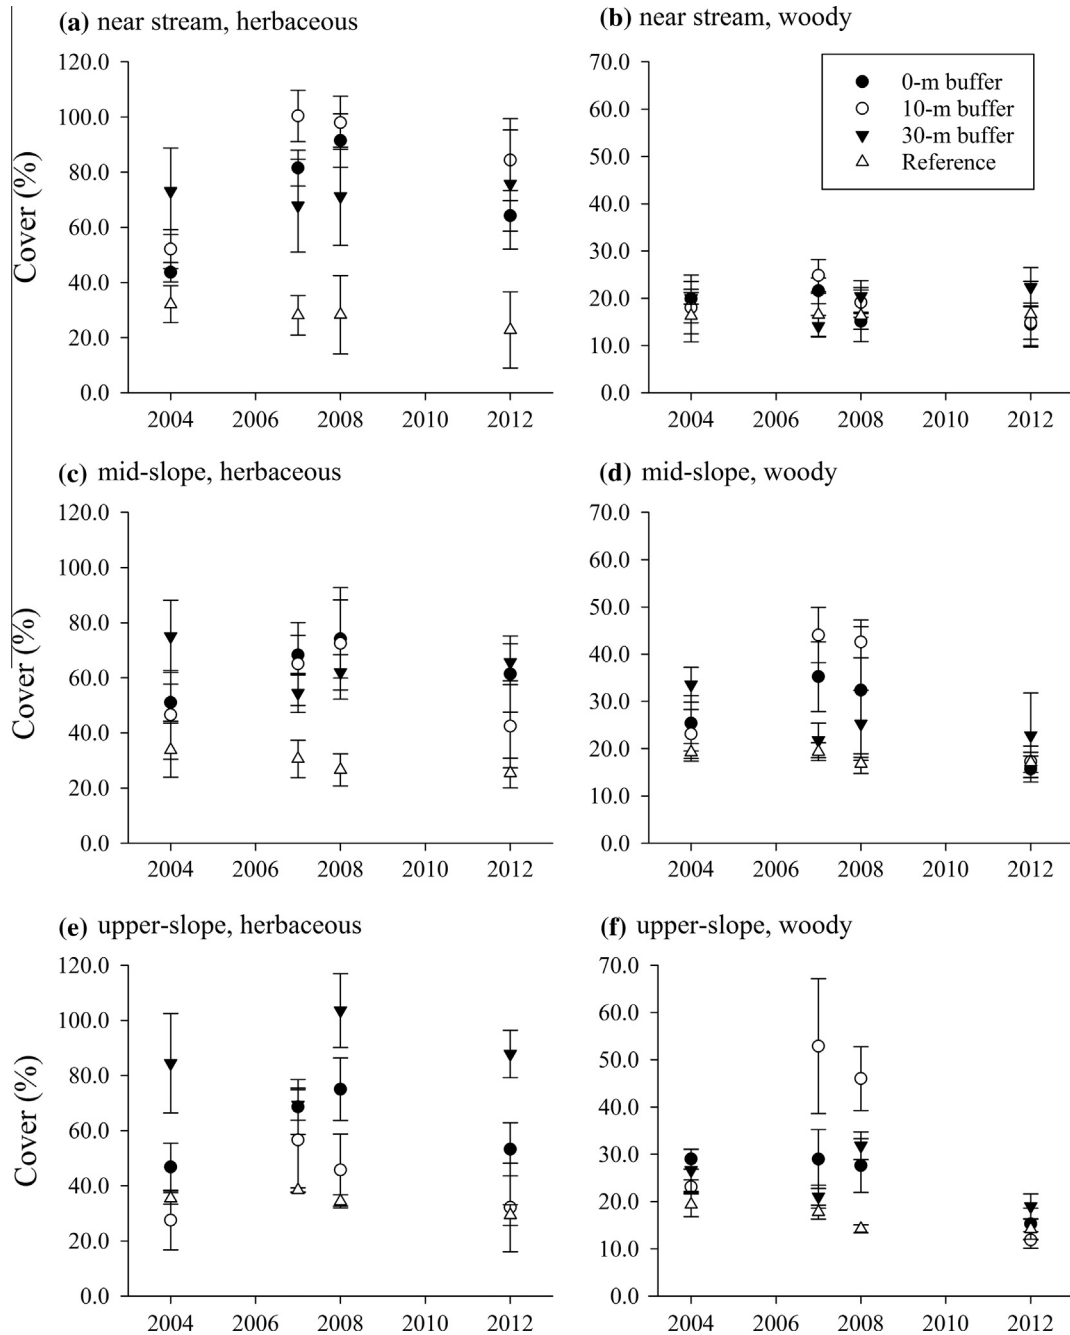 (a) near stream, herbaceous
120.0
100.0
80.0
60.0
40.0
20.0
0.0
Cover (%)
2004 2006 2008 2010 2012
(b) near stream, woody
70.0
60.0
50.0
40.0
30.0
20.0
10.0
0.0
0-m buffer
10-m buffer
30-m buffer
Reference
2004 2006 2008 2010 2012
(c) mid-slope, herbaceous
120.0
100.0
80.0
60.0
40.0
20.0
0.0
Cover (%)
2004 2006 2008 2010 2012
(d) mid-slope, woody
70.0
60.0
50.0
40.0
30.0
20.0
10.0
0.0
2004 2006 2008 2010 2012
(e) upper-slope, herbaceous
120.0
100.0
80.0
60.0
40.0
20.0
0.0
Cover (%)
2004 2006 2008 2010 2012
(f) upper-slope, woody
70.0
60.0
50.0
40.0
30.0
20.0
10.0
0.0
2004 2006 2008 2010 2012